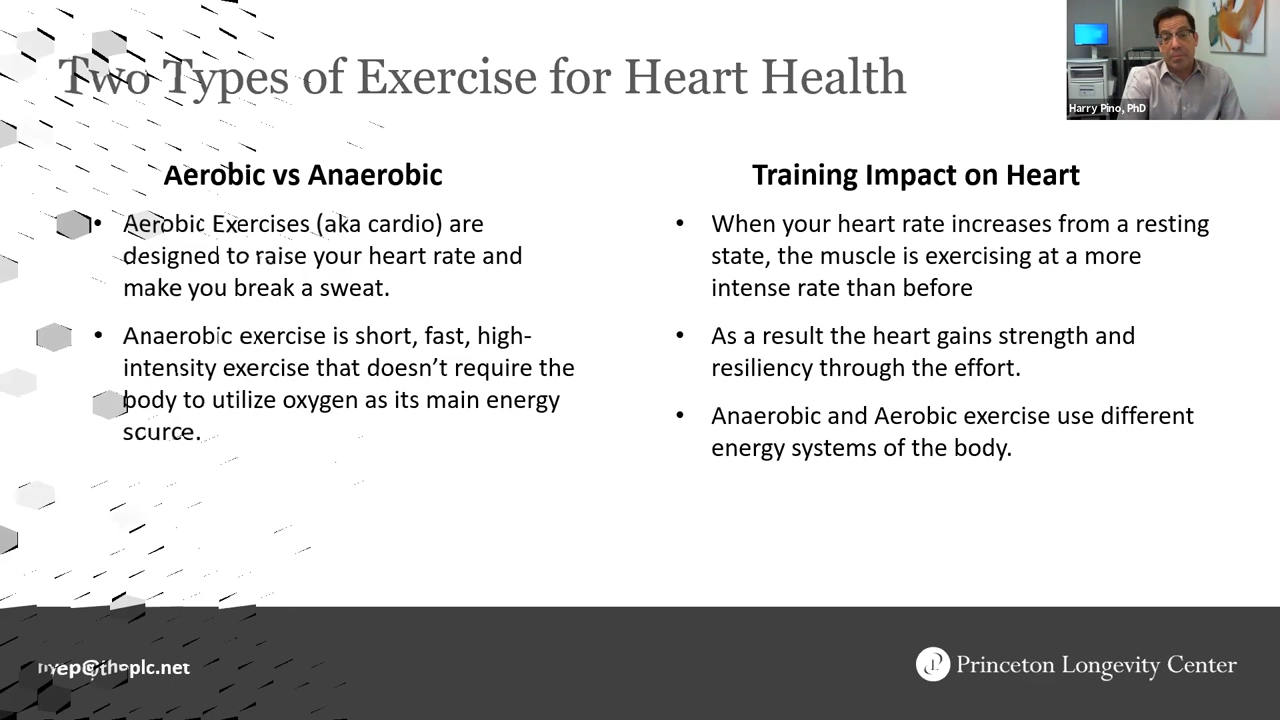 Two Types of Exercise for Heart Health
Harry Pino, PhD
Aerobic vs Anaerobic
• Aerobic Exercises (aka cardio) are
designed to raise your heart rate and
make you break a sweat.
• Anaerobic exercise is short, fast, high-
intensity exercise that doesn’t require the
body to utilize oxygen as its main energy
source.
Training Impact on Heart
• When your heart rate increases from a resting
state, the muscle is exercising at a more
intense rate than before
• As a result the heart gains strength and
resiliency through the effort.
• Anaerobic and Aerobic exercise use different
energy systems of the body.
Princeton Longevity Center